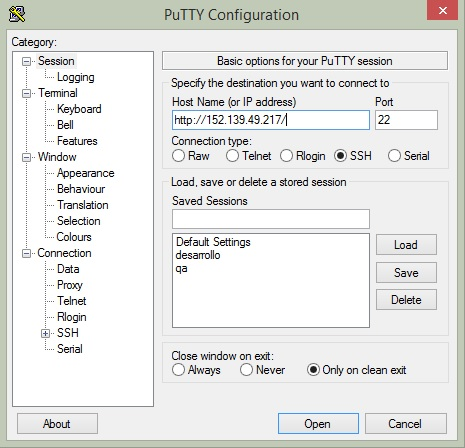 PuTTY Configuration
Category:
Session
Logging
Terminal
Keyboard
Bell
Features
Window
Appearance
Behaviour
Translation
Selection
Colours
Connection
Data
Proxy
Telnet
Rlogin
SSH
Serial
Basic options for your PuTTY session
Specify the destination you want to connect to
Host Name (or IP address) Port
http://152.139.49.217/ 22
Connection type:
Raw Telnet Rlogin SSH Serial
Load, save or delete a stored session
Saved Sessions
Default Settings
desarrollo
qa
Load
Save
Delete
Close window on exit:
Always Never Only on clean exit
About Open Cancel